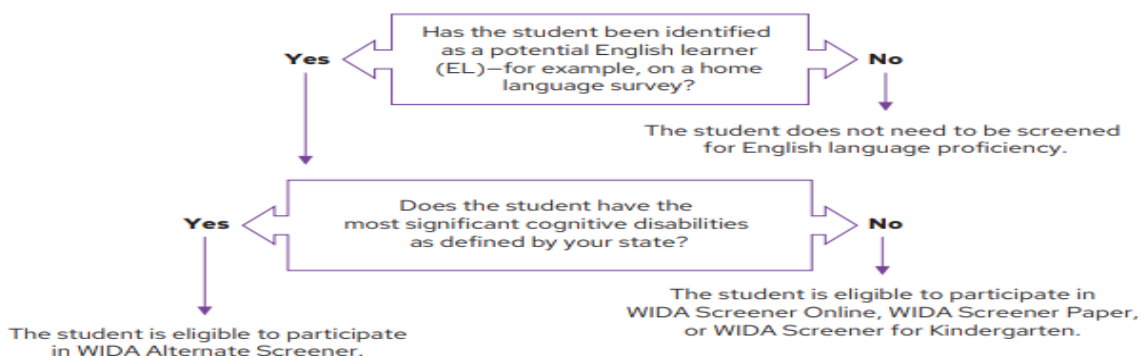 Has the student been identified
as a potential English learner
(EL)—for example, on a home
language survey?
Yes
No
The student does not need to be screened
for English language proficiency.
Does the student have the
most significant cognitive disabilities
as defined by your state?
Yes
No
The student is eligible to participate
in WIDA Alternate Screener.
The student is eligible to participate in
WIDA Screener Online, WIDA Screener Paper,
or WIDA Screener for Kindergarten.